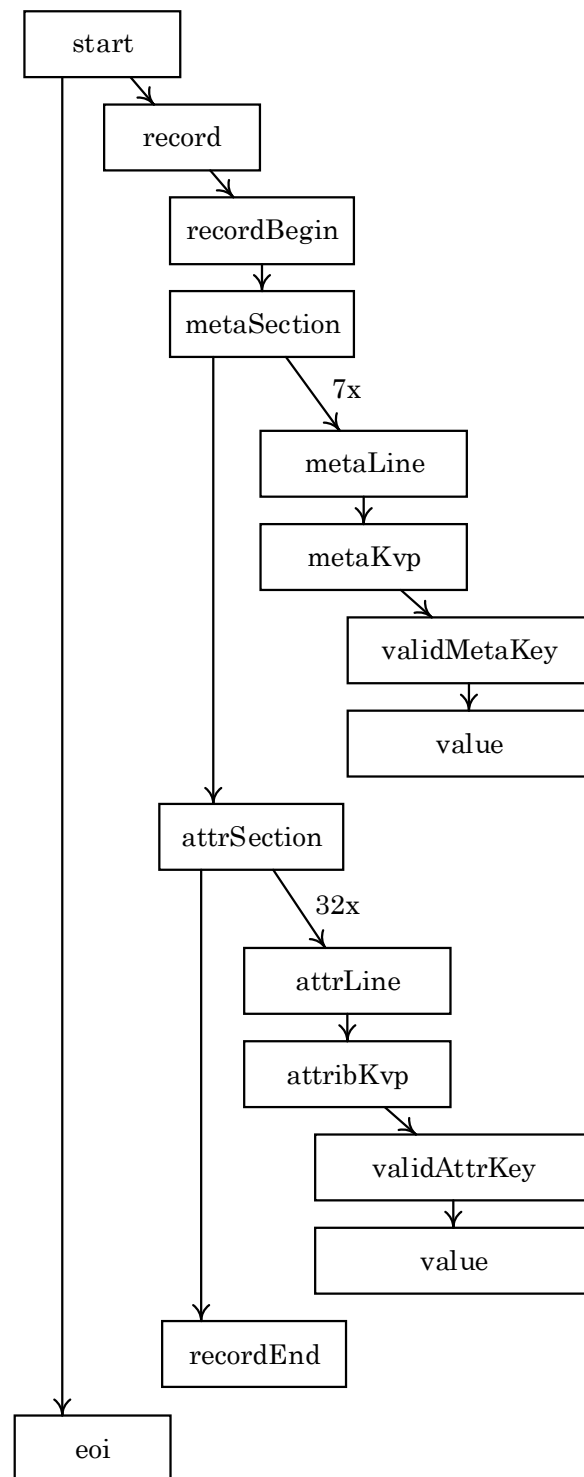 start
record
recordBegin
metaSection
7x
metaLine
metaKvp
validMetaKey
value
attrSection
32x
attrLine
attribKvp
validAttrKey
value
recordEnd
eoi